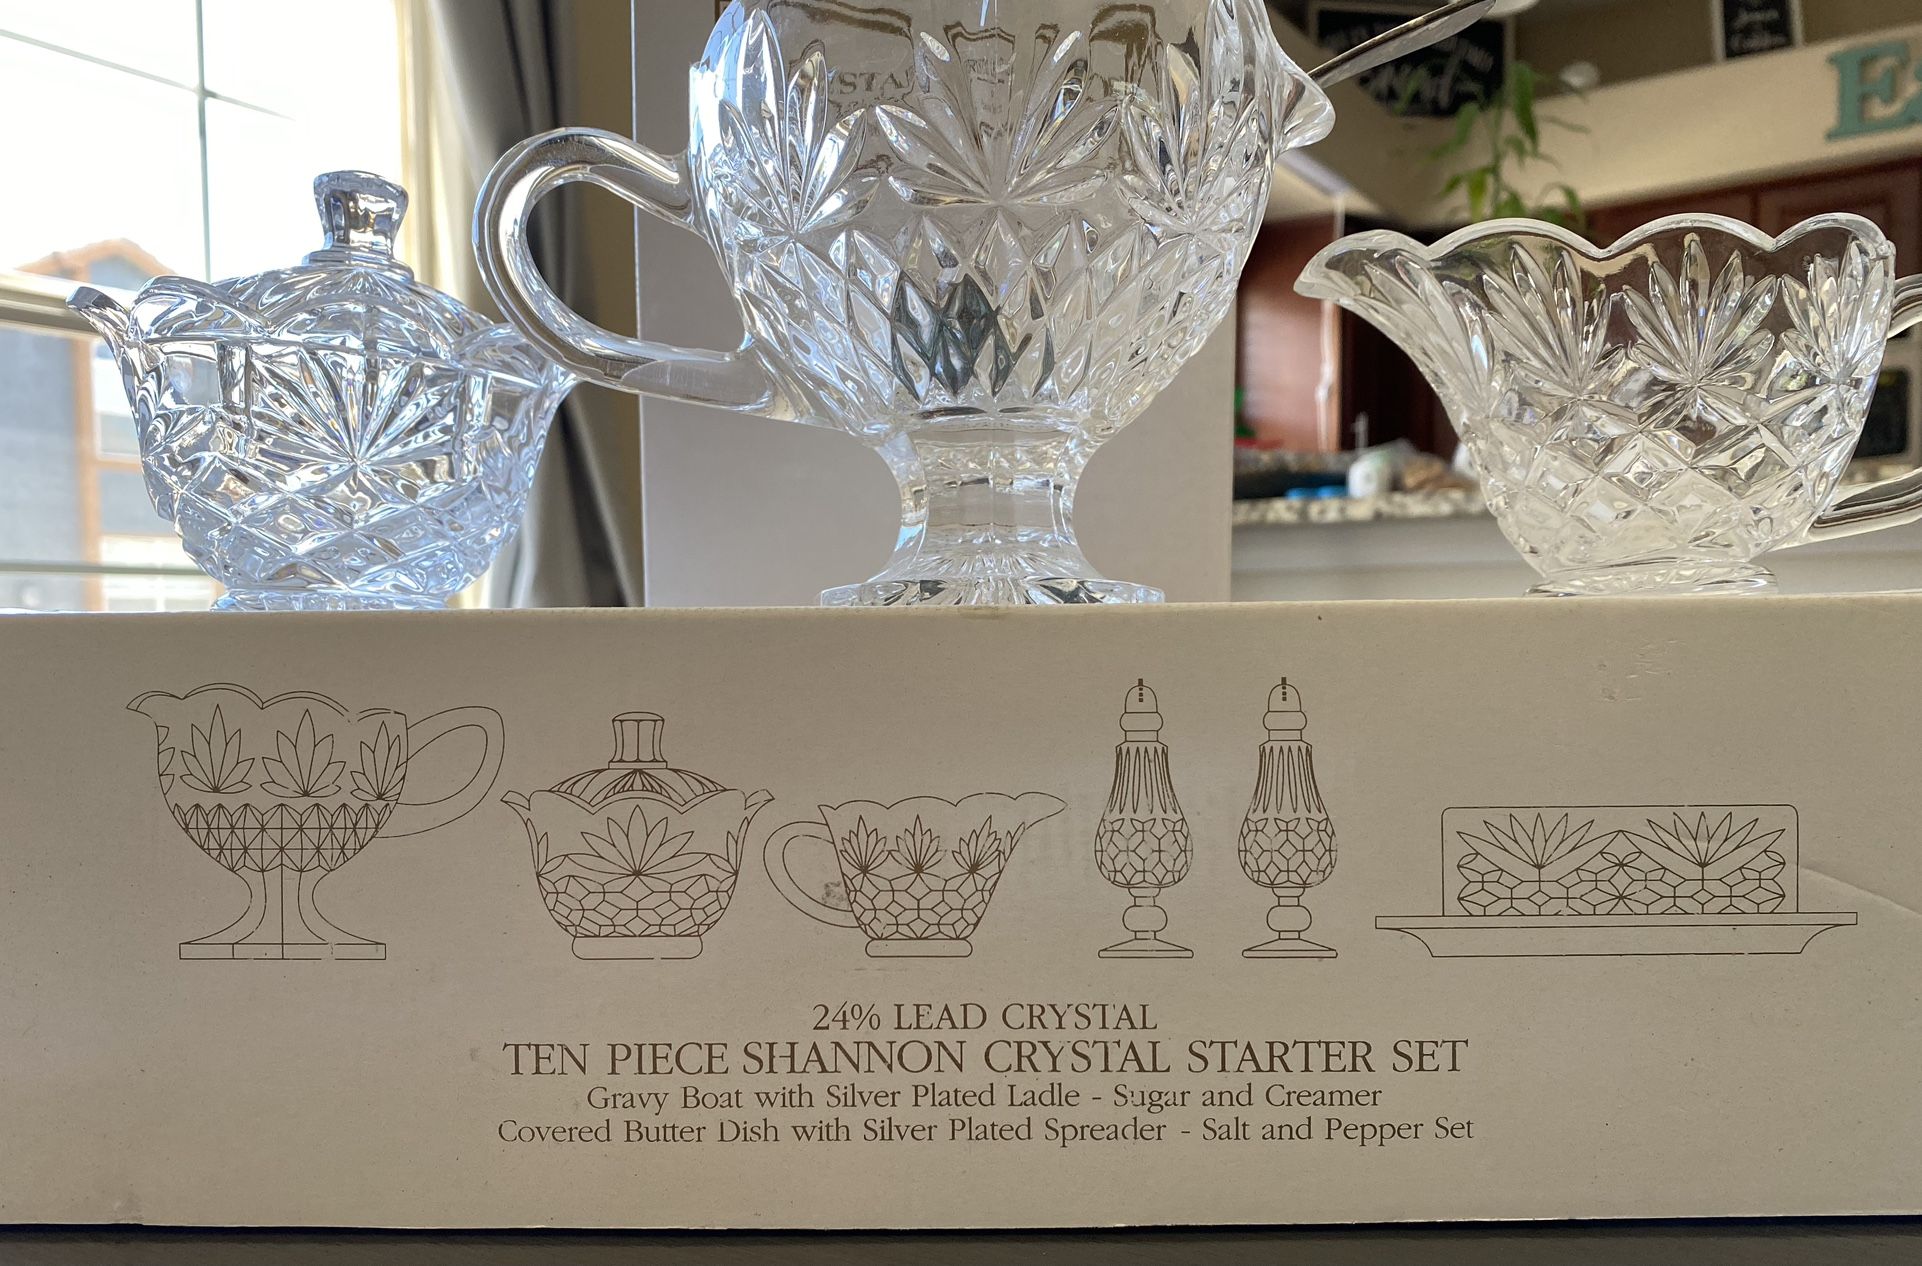 24% LEAD CRYSTAL
TEN PIECE SHANNON CRYSTAL STARTER SET
Gravy Boat with Silver Plated Ladle - Sugar and Creamer
Covered Butter Dish with Silver Plated Spreader - Salt and Pepper Set